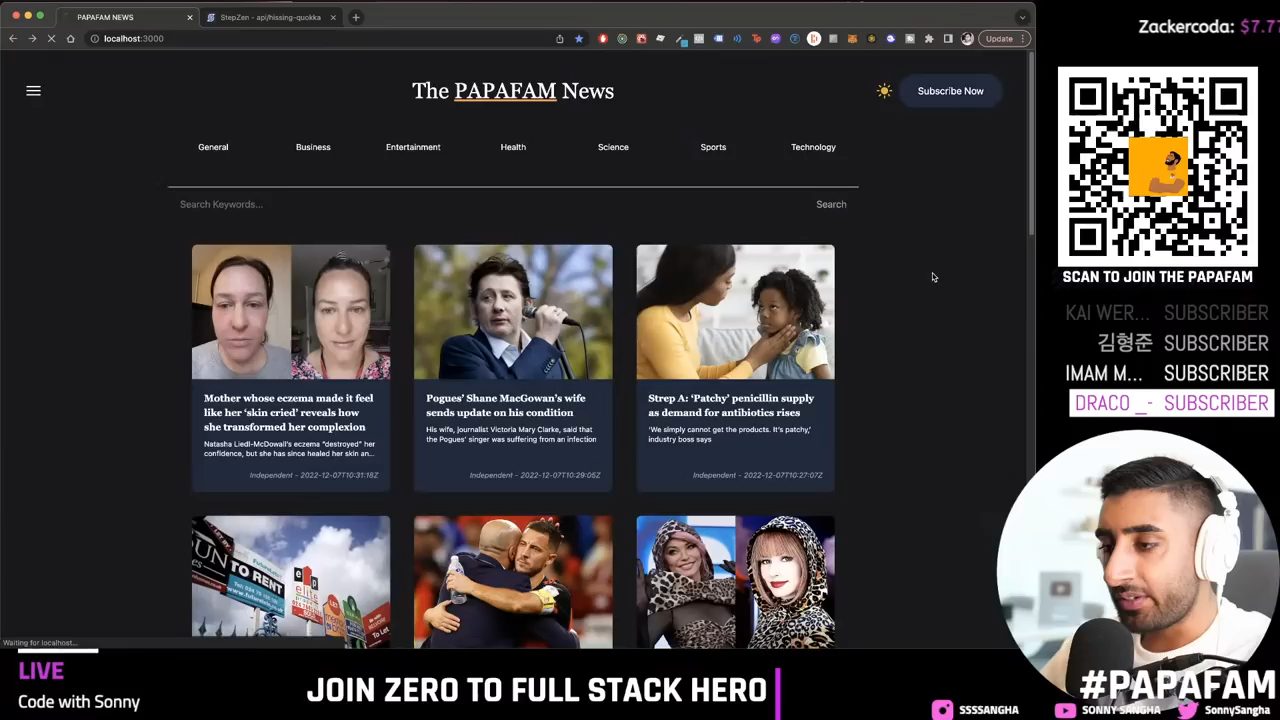 PAPAFAM NEWS
StepZen - api/hissing-quokka
localhost:3000
Update
The PAPAFAM News
Subscribe Now
General
Business
Entertainment
Health
Science
Sports
Technology
Search Keywords...
Search
Mother whose eczema made it feel
like her ‘skin cried’ reveals how
she transformed her complexion
Natasha Liedl-McDowall's eczema "destroyed" her
confidence, but she has since healed her skin an...
Independent - 2022-12-07T10:31:18Z
Pogues’ Shane MacGowan’s wife
sends update on his condition
His wife, journalist Victoria Mary Clarke, said that
the Pogues' singer was suffering from an infection
Independent - 2022-12-07T10:29:05Z
Strep A: ‘Patchy’ penicillin supply
as demand for antibiotics rises
'We simply cannot get the products. It's patchy,'
industry boss says
Independent - 2022-12-07T10:27:07Z
TO RENT
elite
To Let
Waiting for localhost...
Zackercoda: $7.77
SCAN TO JOIN THE PAPAFAM
KAI WER... SUBSCRIBER
김형준 SUBSCRIBER
IMAM M... SUBSCRIBER
DRACO _- SUBSCRIBER
LIVE
Code with Sonny
JOIN ZERO TO FULL STACK HERO
#PAPAFAM
SSSSANGHA
SONNY SANGHA
SonnySangha